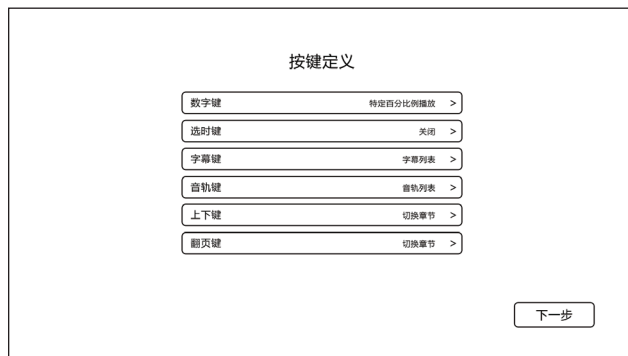 按键定义
数字键 特定百分比例播放 >
选时键 关闭 >
字幕键 字幕列表 >
音轨键 音轨列表 >
上下键 切换章节 >
翻页键 切换章节 >
下一步